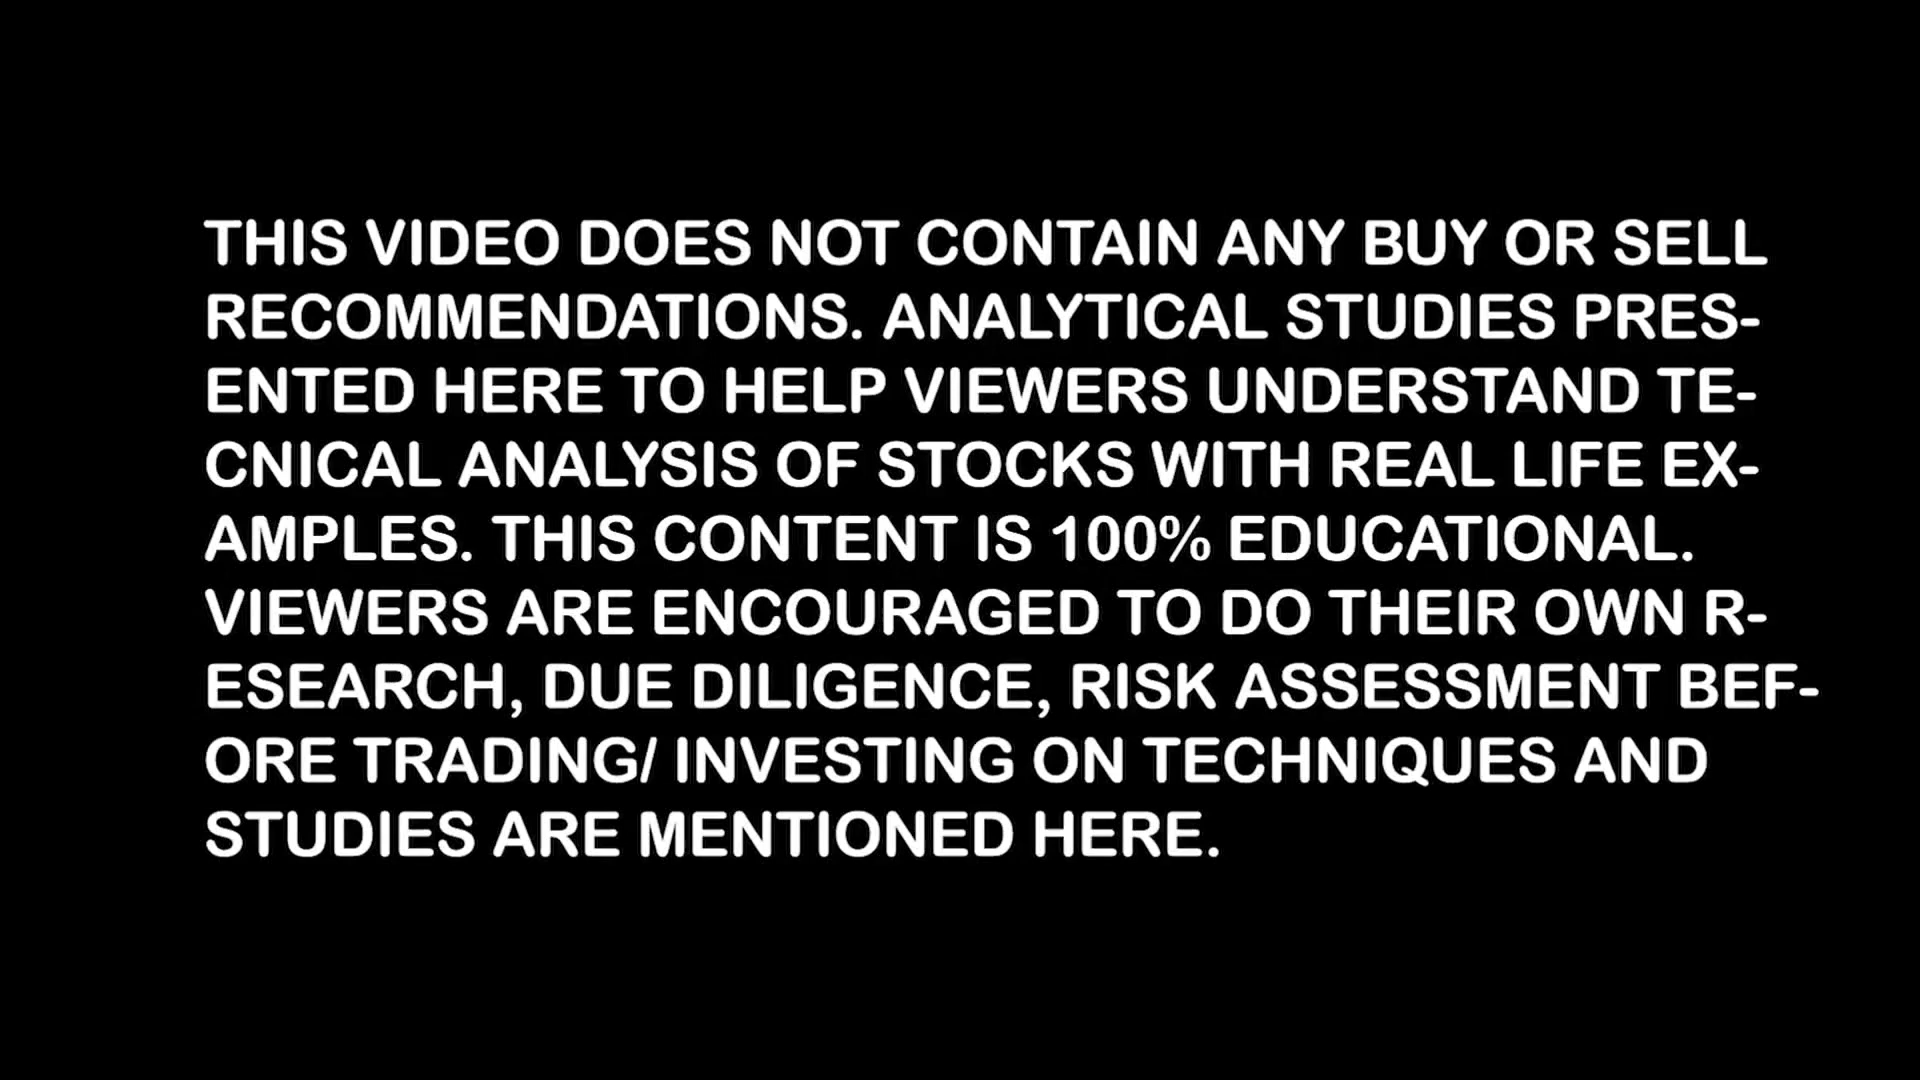 THIS VIDEO DOES NOT CONTAIN ANY BUY OR SELL
RECOMMENDATIONS. ANALYTICAL STUDIES PRES-
ENTED HERE TO HELP VIEWERS UNDERSTAND TE-
CNICAL ANALYSIS OF STOCKS WITH REAL LIFE EX-
AMPLES. THIS CONTENT IS 100% EDUCATIONAL.
VIEWERS ARE ENCOURAGED TO DO THEIR OWN R-
ESEARCH, DUE DILIGENCE, RISK ASSESSMENT BEF-
ORE TRADING/ INVESTING ON TECHNIQUES AND
STUDIES ARE MENTIONED HERE.